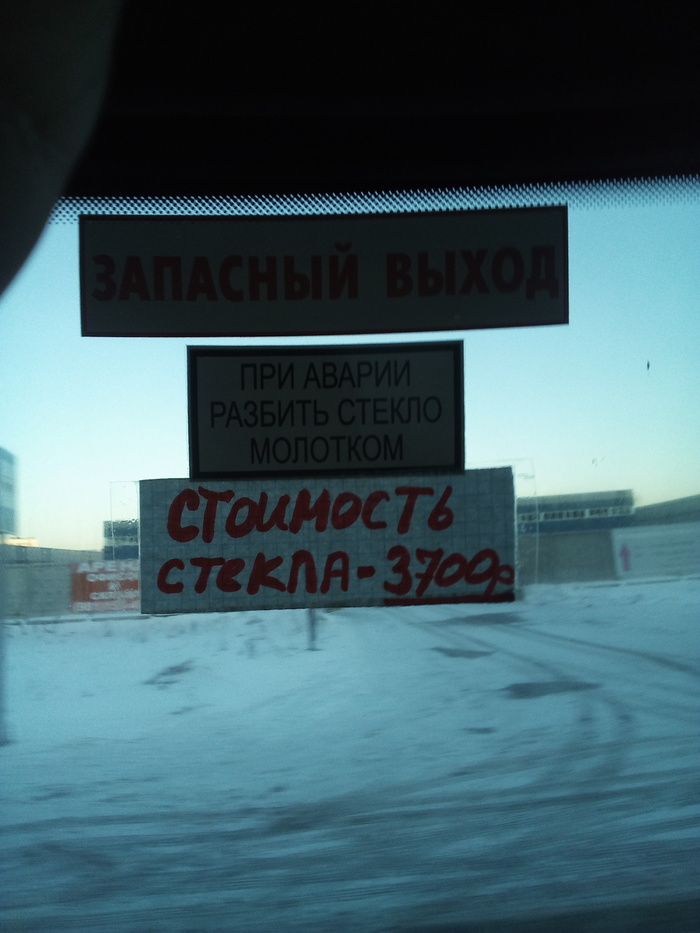 ЗАПАСНЫЙ ВЫХОД
ПРИ АВАРИИ
РАЗБИТЬ СТЕКЛО
МОЛОТКОМ
СТОИМОСТЬ
СТЕКЛА-3700р